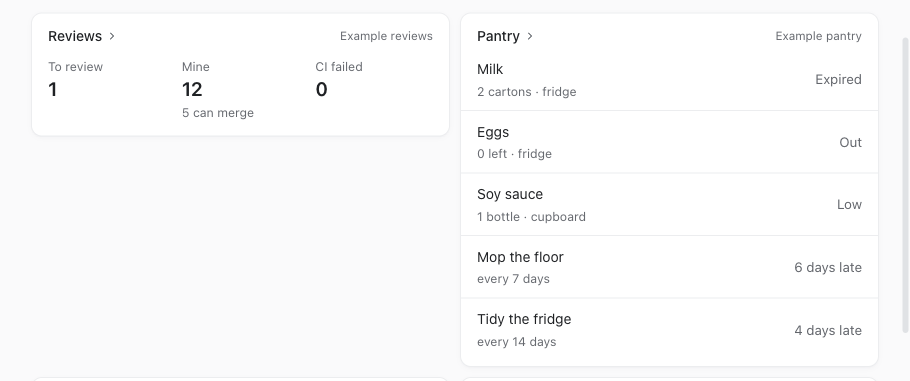 Reviews
Example reviews
To review
Mine
CI failed
1
12
0
5 can merge
Pantry
Example pantry
Milk
2 cartons · fridge
Expired
Eggs
0 left · fridge
Out
Soy sauce
1 bottle · cupboard
Low
Mop the floor
every 7 days
6 days late
Tidy the fridge
every 14 days
4 days late